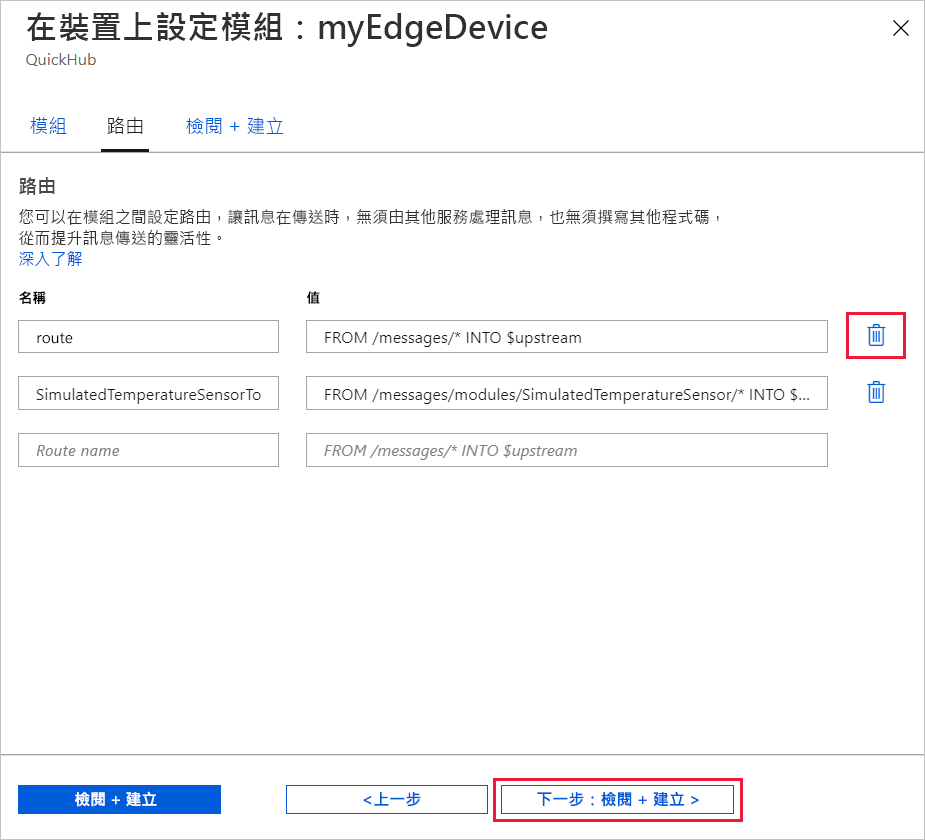 在裝置上設定模組：myEdgeDevice
QuickHub
模組 路由 檢閱 + 建立
路由
您可以在模組之間設定路由，讓訊息在傳送時，無須由其他服務處理訊息，也無須撰寫其他程式碼，
從而提升訊息傳送的靈活性。
深入了解
名稱 值
route FROM /messages/* INTO $upstream
SimulatedTemperatureSensorTo FROM /messages/modules/SimulatedTemperatureSensor/* INTO $...
Route name FROM /messages/* INTO $upstream
檢閱 + 建立 <上一步 下一步：檢閱 + 建立 >